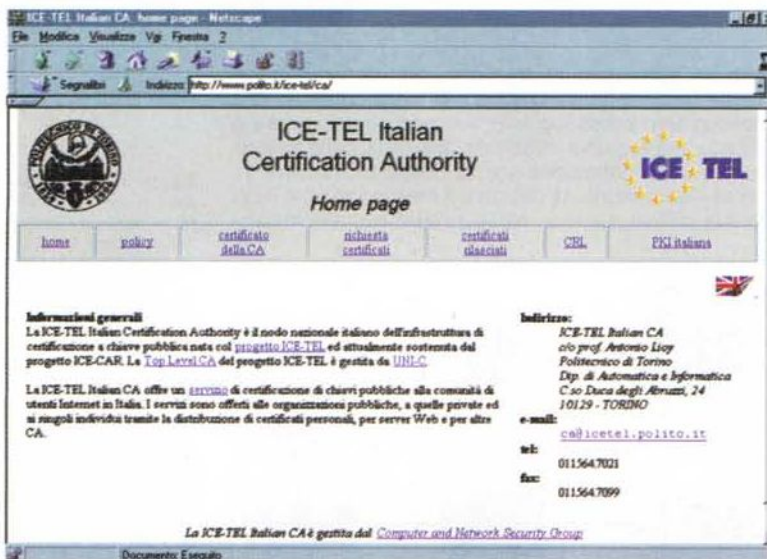 ICE-TEL Italian CA home page - Netscape
File Modifica Visualizza Vai Finestra ?
Segnalibri Indirizzo http://www.polito.it/ice-tel/ca/
POLITECNICO DI TORINO
ICE-TEL Italian
Certification Authority
Home page
ICE TEL
home policy certificato della CA richiesta certificati certificati rilasciati CRL PKI italiana
Informazioni generali
La ICE-TEL Italian Certification Authority è il nodo nazionale italiano dell'infrastruttura di
certificazione a chiave pubblica nata col progetto ICE-TEL ed attualmente sostenuta dal
progetto ICE-CAR. La Top Level CA del progetto ICE-TEL è gestita da UNI-C.
La ICE-TEL Italian CA offre un servizio di certificazione di chiavi pubbliche alla comunità di
utenti Internet in Italia. I servizi sono offerti alle organizzazioni pubbliche, a quelle private ed
ai singoli individui tramite la distribuzione di certificati personali, per server Web e per altre
CA.
Indirizzo:
ICE-TEL Italian CA
c/o prof. Antonio Lioy
Politecnico di Torino
Dip. di Automatica e Informatica
C.so Duca degli Abruzzi, 24
10129 - TORINO
e-mail:
ca@icetel.polito.it
tel:
011.564.7021
fax:
011.564.7099
La ICE-TEL Italian CA è gestita dal Computer and Network Security Group
Documento: Eseguito